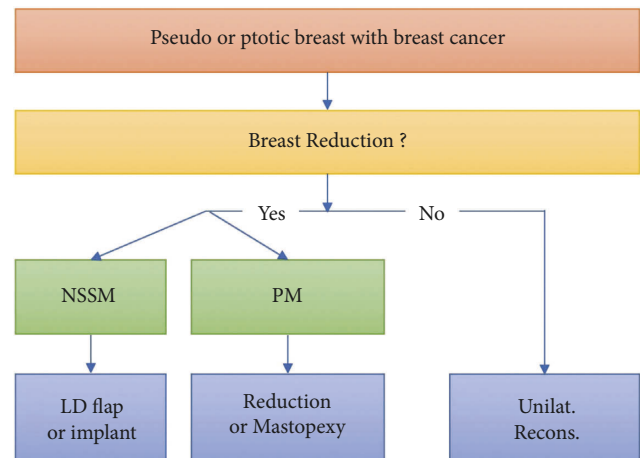 Pseudo or ptotic breast with breast cancer
Breast Reduction ?
Yes
No
NSSM
PM
LD flap
or implant
Reduction
or Mastopexy
Unilat.
Recons.